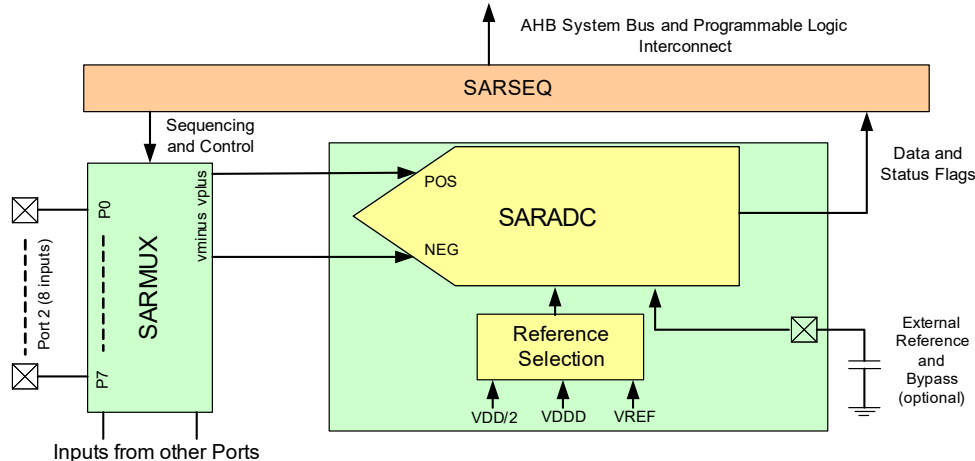 AHB System Bus and Programmable Logic
Interconnect
SARSEQ
Sequencing
and Control
Data and
Status Flags
vminus vplus
P0
POS
SARADC
NEG
SARMUX
Port 2 (8 inputs)
P7
Reference
Selection
External
Reference
and
Bypass
(optional)
VDD/2
VDDD
VREF
Inputs from other Ports